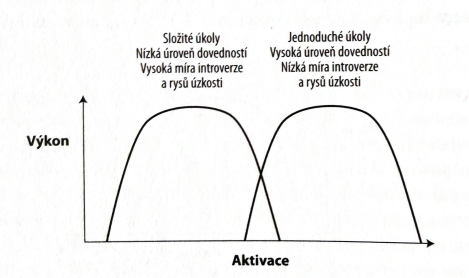 Složité úkoly
Nízká úroveň dovedností
Vysoká míra introverze
a rysů úzkosti
Jednoduché úkoly
Vysoká úroveň dovedností
Nízká míra introverze
a rysů úzkosti
Výkon
Aktivace